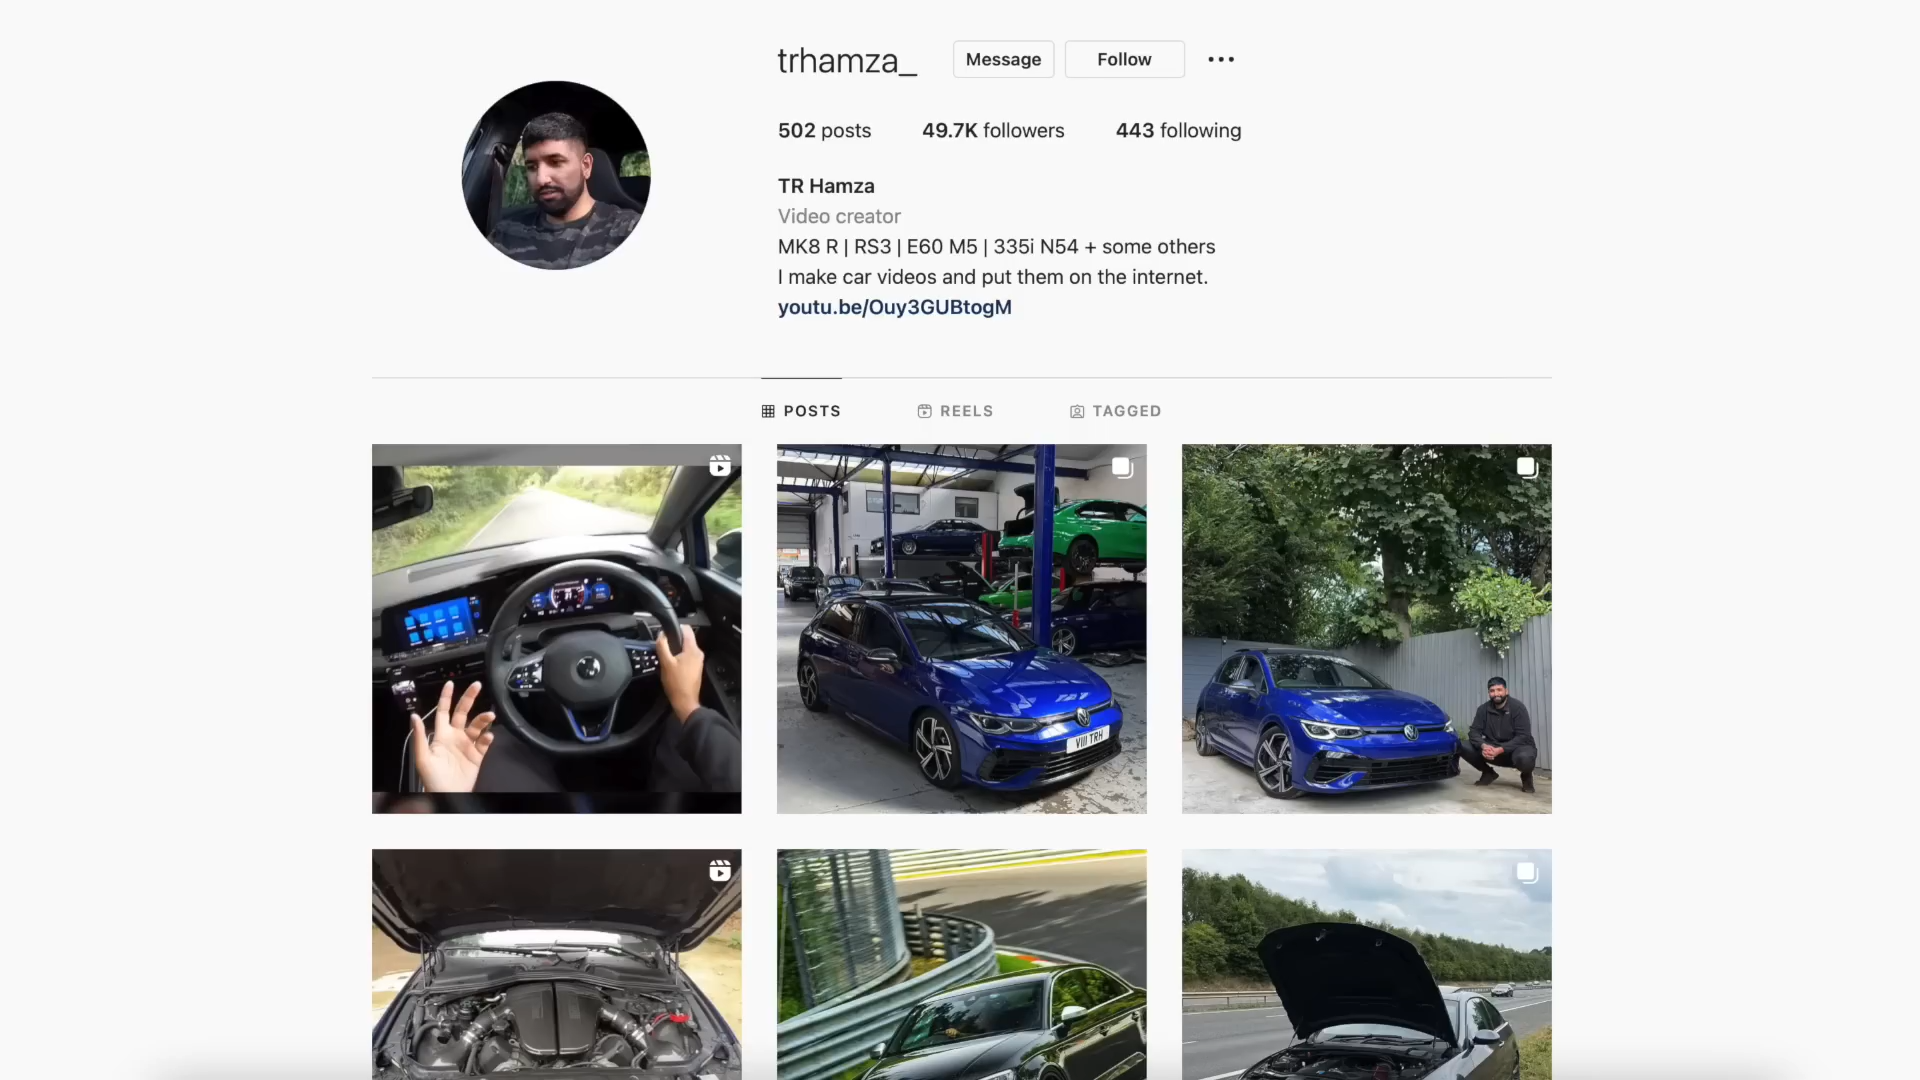 trhamza_
Message
Follow
502 posts
49.7K followers
443 following
TR Hamza
Video creator
MK8 R | RS3 | E60 M5 | 335i N54 + some others
I make car videos and put them on the internet.
youtu.be/Ouy3GUBtogM
POSTS
REELS
TAGGED
V111 TRH